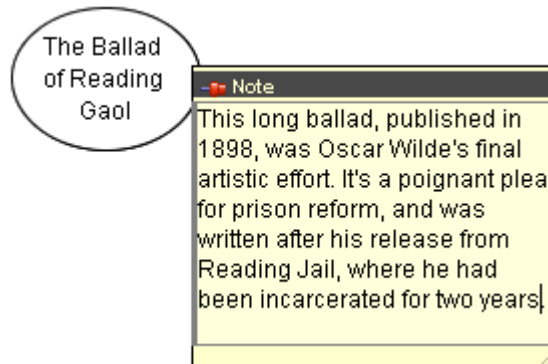 The Ballad
of Reading
Gaol
Note
This long ballad, published in
1898, was Oscar Wilde's final
artistic effort. It's a poignant plea
for prison reform, and was
written after his release from
Reading Jail, where he had
been incarcerated for two years.